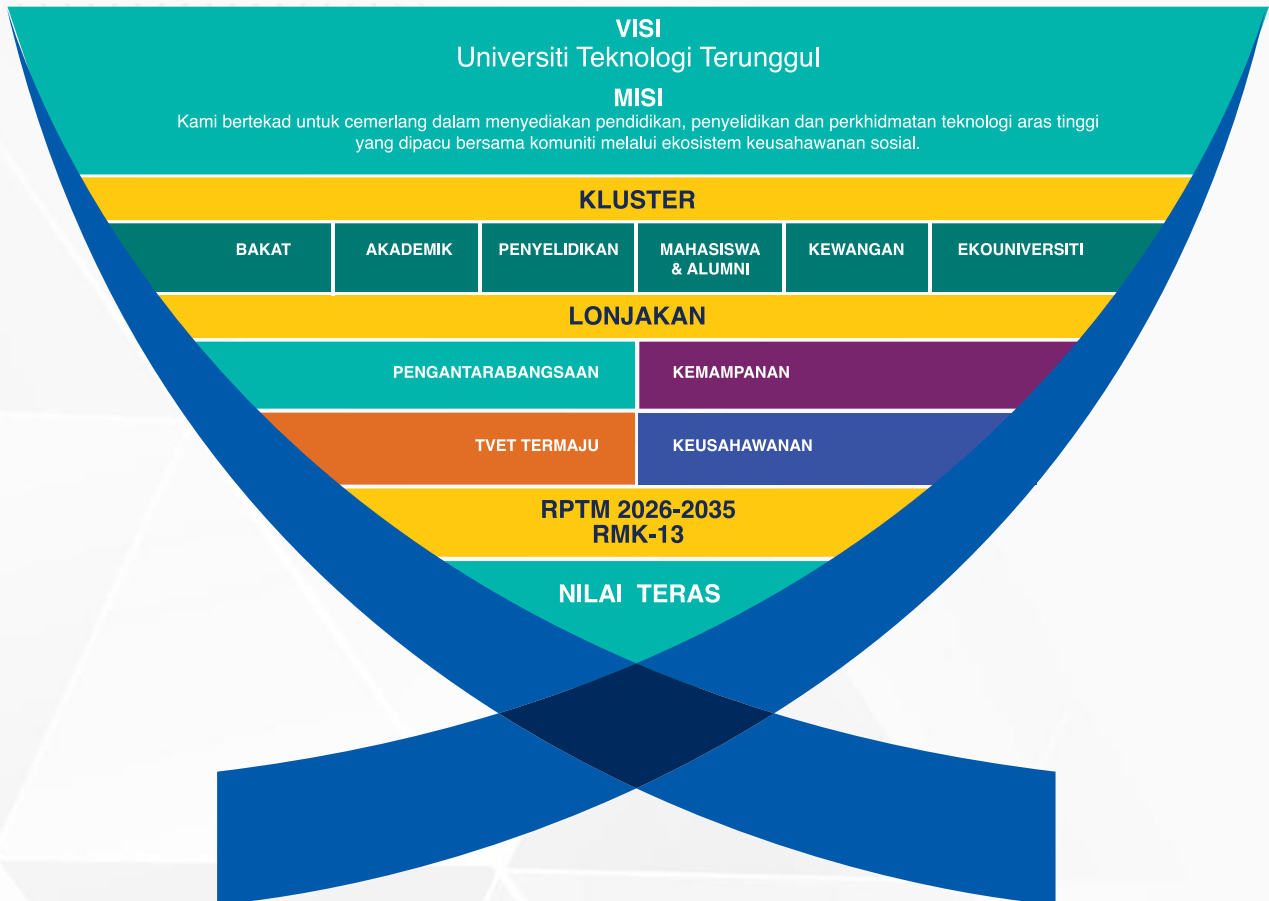 VISI
Universiti Teknologi Terunggul
MISI
Kami bertekad untuk cemerlang dalam menyediakan pendidikan, penyelidikan dan perkhidmatan teknologi aras tinggi
yang dipacu bersama komuniti melalui ekosistem keusahawanan sosial.
KLUSTER
BAKAT
AKADEMIK
PENYELIDIKAN
MAHASISWA
& ALUMNI
KEWANGAN
EKOUNIVERSITI
LONJAKAN
PENGANTARABANGSAAN
KEMAMPANAN
TVET TERMAJU
KEUSAHAWANAN
RPTM 2026-2035
RMK-13
NILAI TERAS